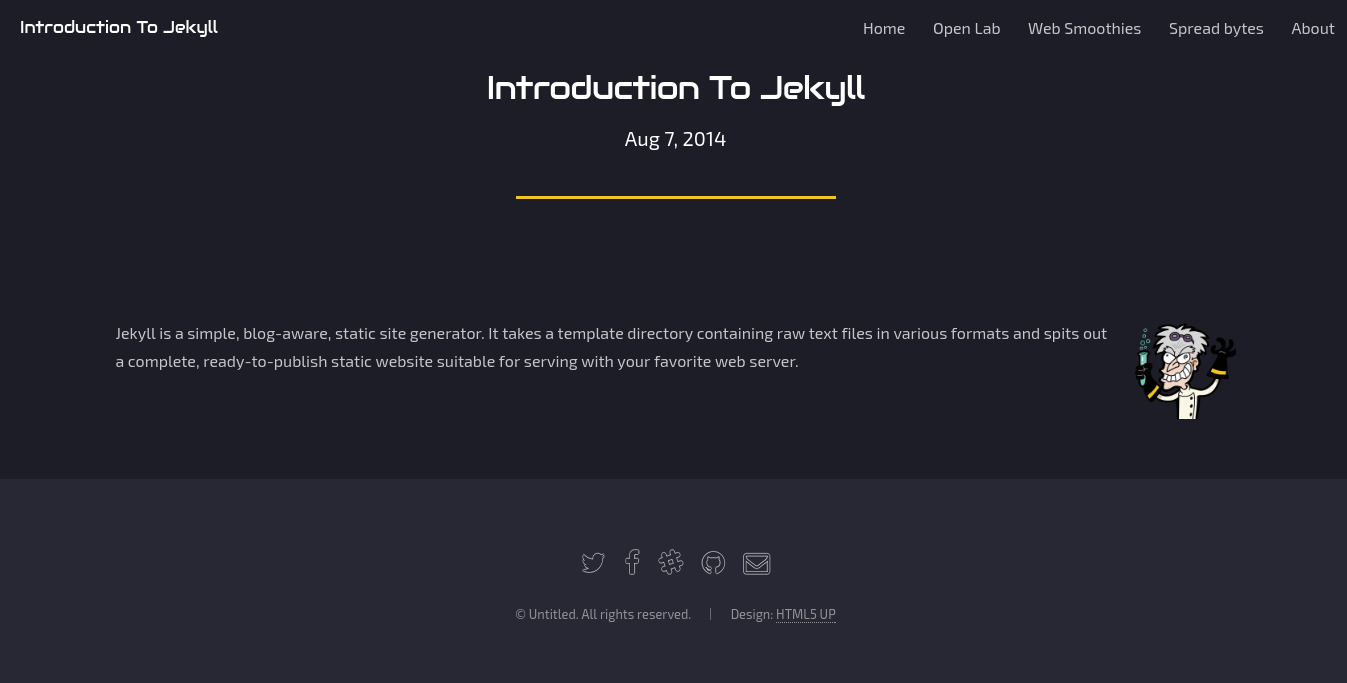 Introduction To Jekyll
Home Open Lab Web Smoothies Spread bytes About
Introduction To Jekyll
Aug 7, 2014
Jekyll is a simple, blog-aware, static site generator. It takes a template directory containing raw text files in various formats and spits out
a complete, ready-to-publish static website suitable for serving with your favorite web server.
© Untitled. All rights reserved. | Design: HTML5 UP